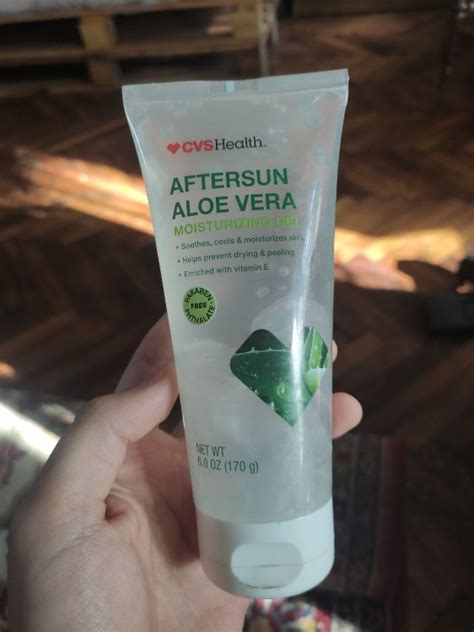 CVSHealth.
AFTERSUN
ALOE VERA
MOISTURIZING GEL
• Soothes, cools & moisturizes skin
• Helps prevent drying & peeling
• Enriched with vitamin E
PARABEN
FREE
PHTHALATE
NET WT
6.0 OZ (170 g)